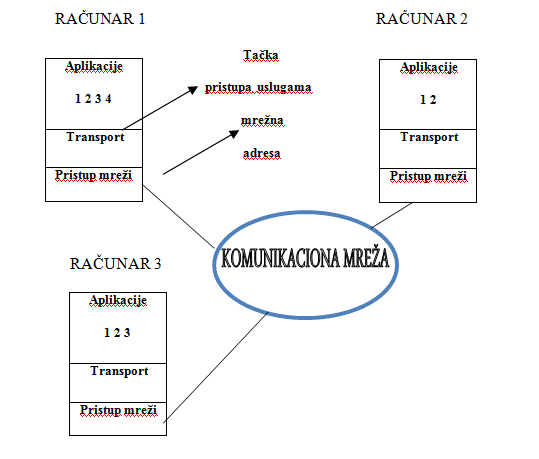 RAČUNAR 1
RAČUNAR 2
Aplikacije
1 2 3 4
Transport
Pristup mreži
Tačka
pristupa uslugama
mrežna
adresa
Aplikacije
1 2
Transport
Pristup mreži
KOMUNIKACIONA MREŽA
RAČUNAR 3
Aplikacije
1 2 3
Transport
Pristup mreži